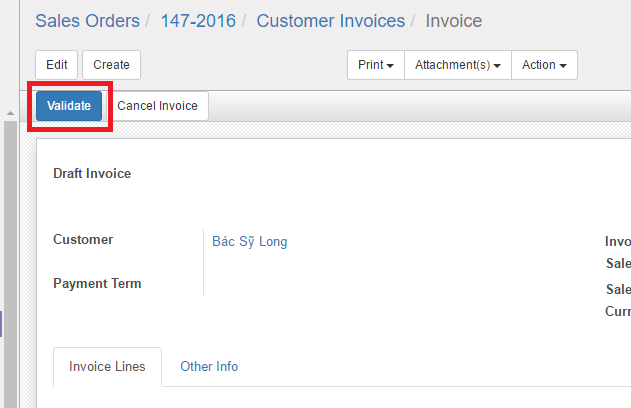 Sales Orders / 147-2016 / Customer Invoices / Invoice
Edit Create Print Attachment(s) Action
Validate Cancel Invoice
Draft Invoice
Customer Bác Sỹ Long
Invo
Sale
Payment Term
Sale
Curr
Invoice Lines Other Info